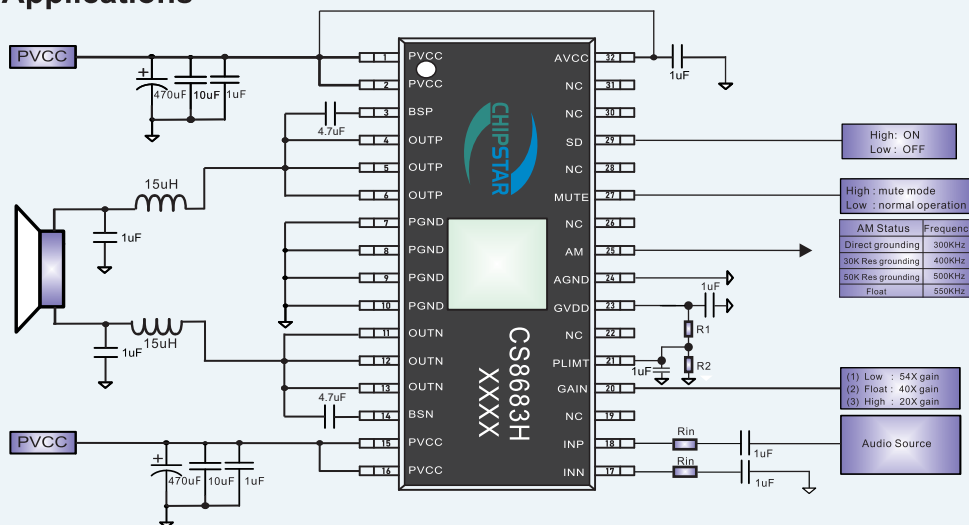 Applications
PVCC
470uF
10uF
1uF
1 PVCC
2 PVCC
3 BSP
4 OUTP
5 OUTP
6 OUTP
7 PGND
8 PGND
9 PGND
10 PGND
11 OUTN
12 OUTN
13 OUTN
14 BSN
15 PVCC
16 PVCC
4.7uF
15uH
1uF
15uH
1uF
4.7uF
PVCC
470uF
10uF
1uF
CHIPSTAR
CS8683H
XXXX
AVCC 32
NC 31
NC 30
SD 29
NC 28
MUTE 27
NC 26
AM 25
AGND 24
GVDD 23
NC 22
PLIMT 21
GAIN 20
NC 19
INP 18
INN 17
1uF
High: ON
Low : OFF
High : mute mode
Low : normal operation
AM Status Frequenc
Direct grounding 300KHz
30K Res grounding 400KHz
50K Res grounding 500KHz
Float 550KHz
1uF
R1
1uF
R2
(1) Low : 54X gain
(2) Float : 40X gain
(3) High : 20X gain
Rin
1uF
Rin
1uF
Audio Source